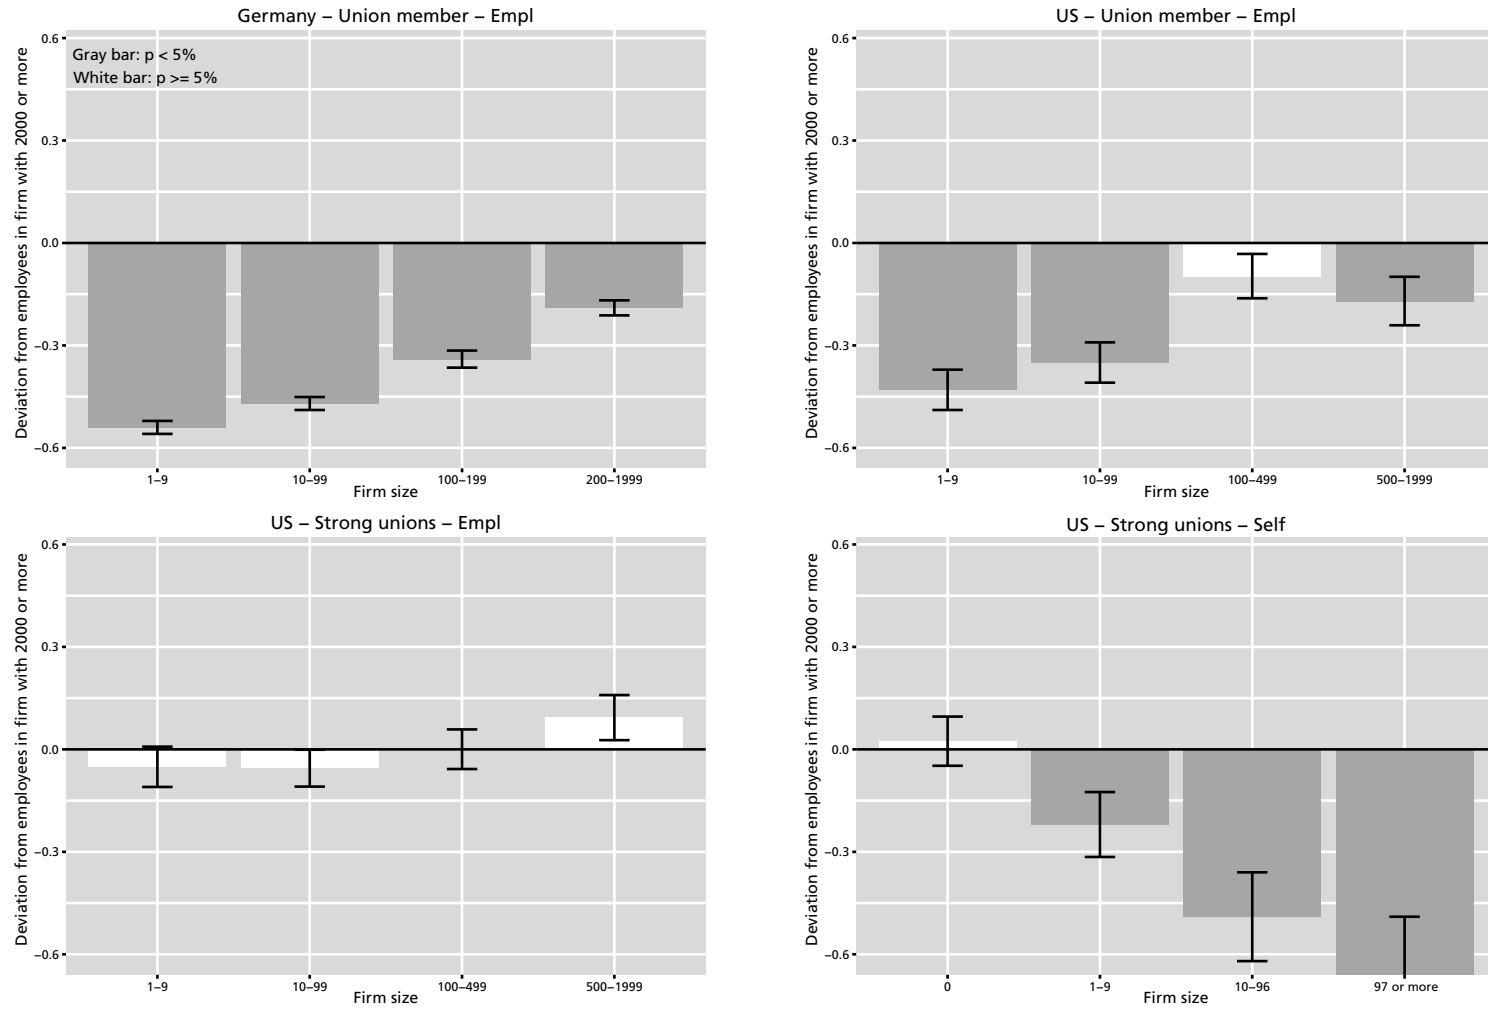 Germany – Union member – Empl
Deviation from employees in firm with 2000 or more
Gray bar: p < 5%
White bar: p >= 5%
0.6
0.3
0.0
–0.3
–0.6
1–9
10–99
100–199
200–1999
Firm size
US – Union member – Empl
Deviation from employees in firm with 2000 or more
0.6
0.3
0.0
–0.3
–0.6
1–9
10–99
100–499
500–1999
Firm size
US – Strong unions – Empl
Deviation from employees in firm with 2000 or more
0.6
0.3
0.0
–0.3
–0.6
1–9
10–99
100–499
500–1999
Firm size
US – Strong unions – Self
Deviation from employees in firm with 2000 or more
0.6
0.3
0.0
–0.3
–0.6
0
1–9
10–96
97 or more
Firm size